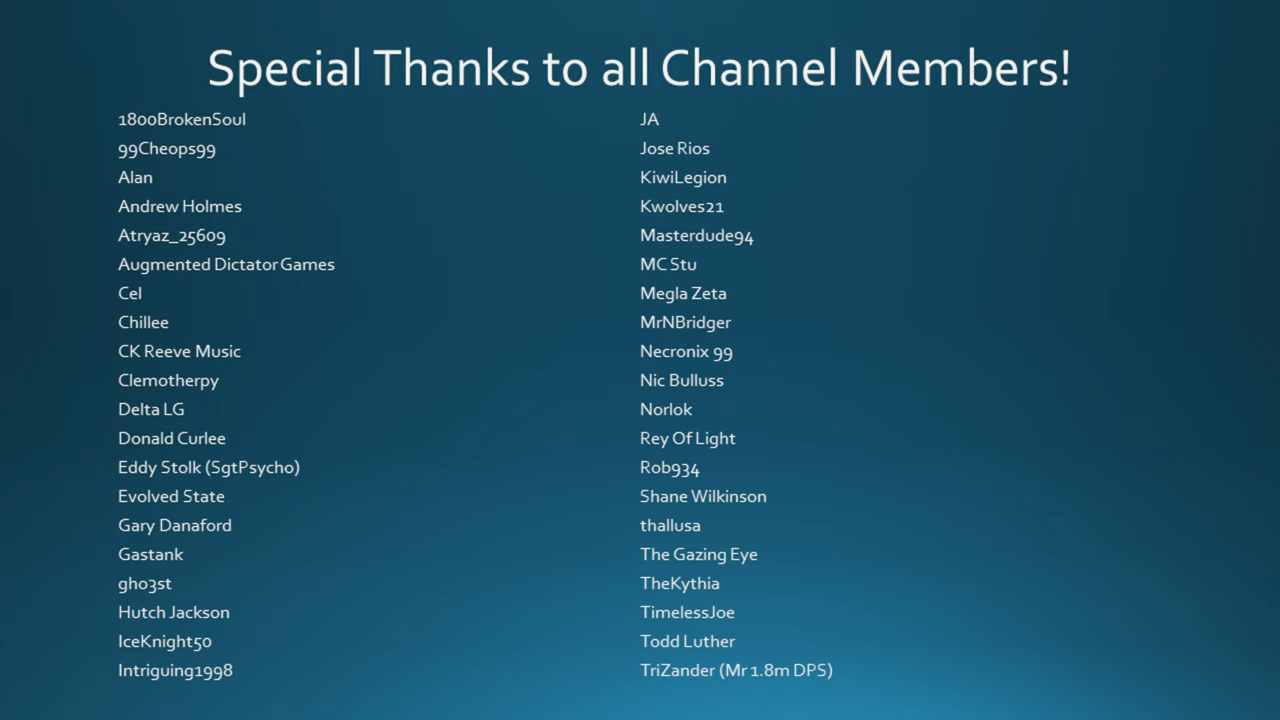 Special Thanks to all Channel Members!
1800BrokenSoul
99Cheops99
Alan
Andrew Holmes
Atryaz_25609
Augmented Dictator Games
Cel
Chillee
CK Reeve Music
Clemotherpy
Delta LG
Donald Curlee
Eddy Stolk (SgtPsycho)
Evolved State
Gary Danaford
Gastank
gho3st
Hutch Jackson
IceKnight50
Intriguing1998
JA
Jose Rios
KiwiLegion
Kwolves21
Masterdude94
MC Stu
Megla Zeta
MrNBridger
Necronix 99
Nic Bulluss
Norlok
Rey Of Light
Rob934
Shane Wilkinson
thallusa
The Gazing Eye
TheKythia
TimelessJoe
Todd Luther
TriZander (Mr 1.8m DPS)